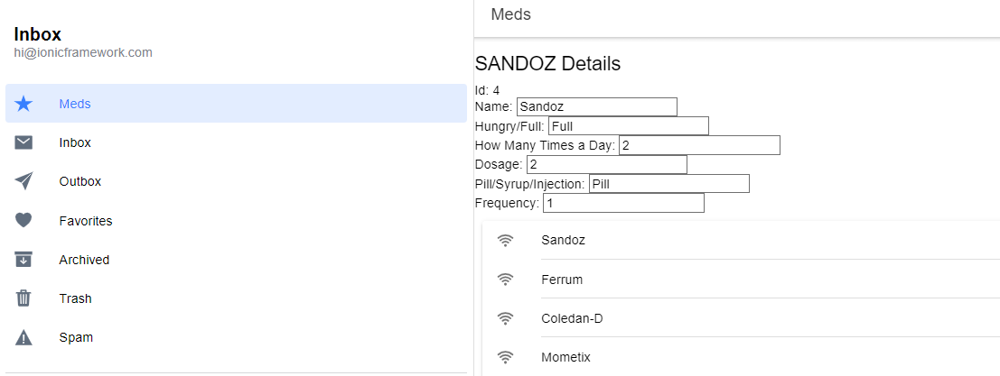 Inbox
hi@ionicframework.com
Meds
Inbox
Outbox
Favorites
Archived
Trash
Spam
Meds
SANDOZ Details
Id: 4
Name: Sandoz
Hungry/Full: Full
How Many Times a Day: 2
Dosage: 2
Pill/Syrup/Injection: Pill
Frequency: 1
Sandoz
Ferrum
Coledan-D
Mometix